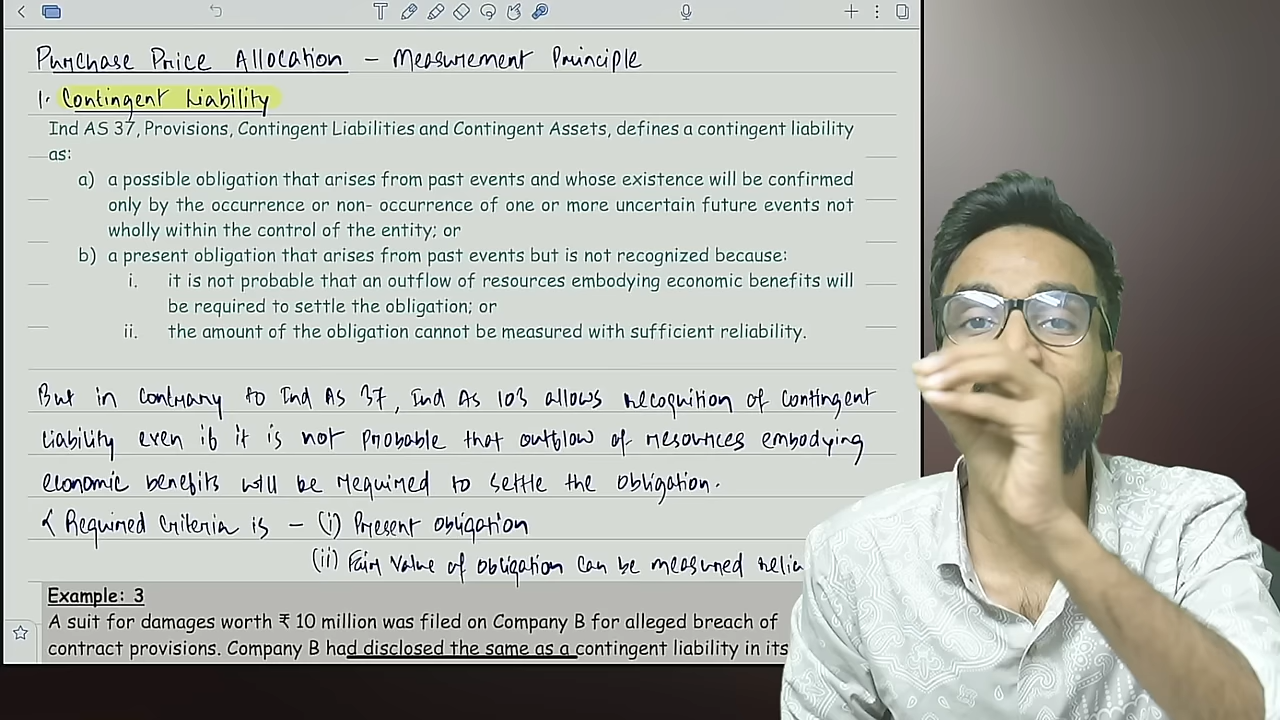 Purchase Price Allocation – Measurement Principle
1. Contingent Liability
Ind AS 37, Provisions, Contingent Liabilities and Contingent Assets, defines a contingent liability
as:
a) a possible obligation that arises from past events and whose existence will be confirmed
only by the occurrence or non- occurrence of one or more uncertain future events not
wholly within the control of the entity; or
b) a present obligation that arises from past events but is not recognized because:
i. it is not probable that an outflow of resources embodying economic benefits will
be required to settle the obligation; or
ii. the amount of the obligation cannot be measured with sufficient reliability.
But in contrary to Ind As 37, Ind As 103 allows recognition of contingent
liability even if it is not probable that outflow of resources embodying
economic benefits will be required to settle the obligation.
Required criteria is – (i) Present obligation
(ii) Fair value of obligation can be measured
Example: 3
A suit for damages worth ₹ 10 million was filed on Company B for alleged breach of
contract provisions. Company B had disclosed the same as a contingent liability in its